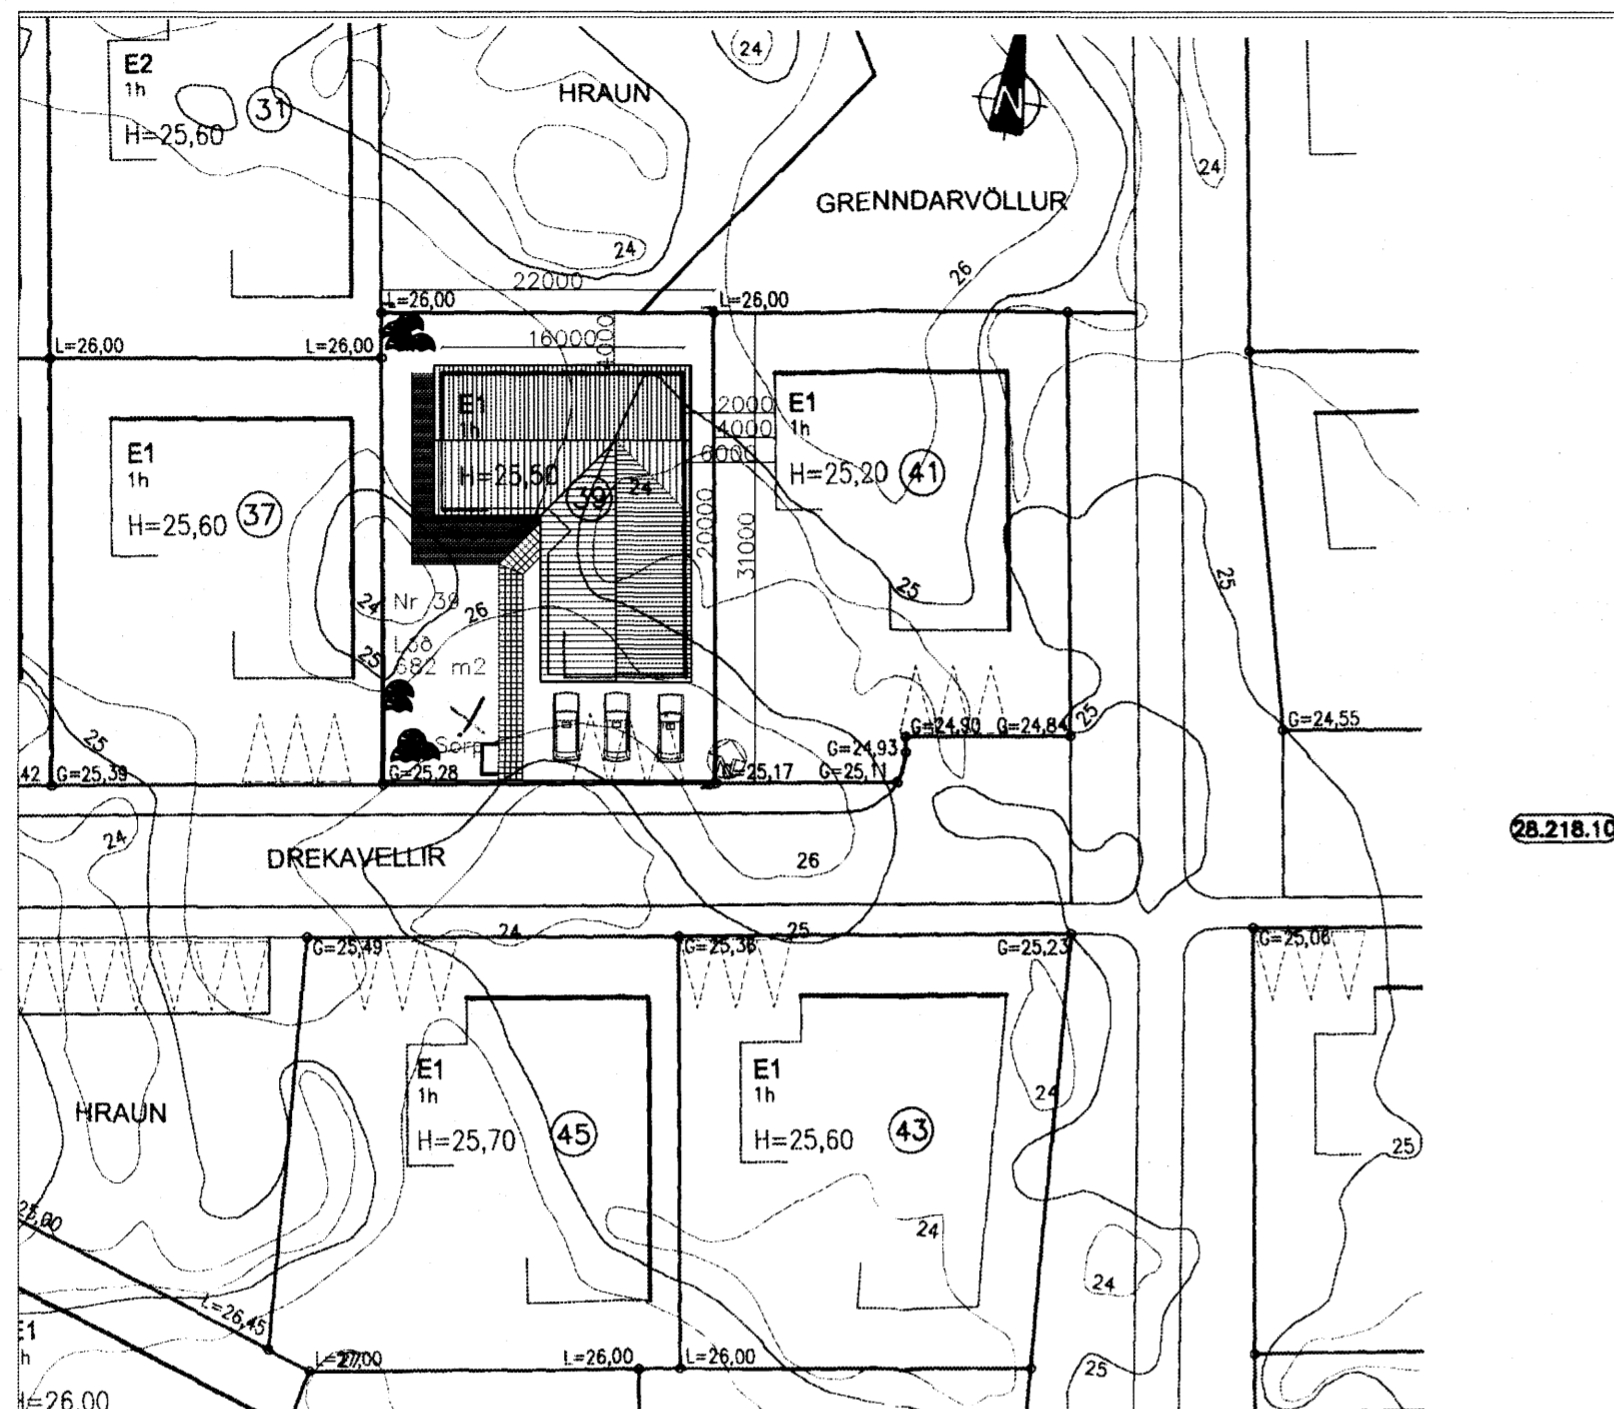 E2
1h
H=25,60
31
HRAUN
24
N
24
GRENNDARVÖLLUR
24
26
22000
L=26,00
L=26,00
L=26,00
L=26,00
16000
4000
E1
1h
H=25,60
37
E1
1h
H=25,50
39
24
2000
4000
6000
20000
31000
E1
1h
H=25,20
41
25
25
24
25
Nr 39
Lóð
682 m2
26
Sorp
G=24,90
G=24,84
25
G=24,93
G=25,11
G=24,55
25
42
G=25,39
G=25,28
=25,17
24
DREKAVELLIR
26
28.218.10
24
25
G=25,49
G=25,36
G=25,23
G=25,06
E1
1h
H=25,70
45
E1
1h
H=25,60
43
24
HRAUN
25
24
24
L=26,45
E1
h
H=26,00
L=26,00
L=26,00
25